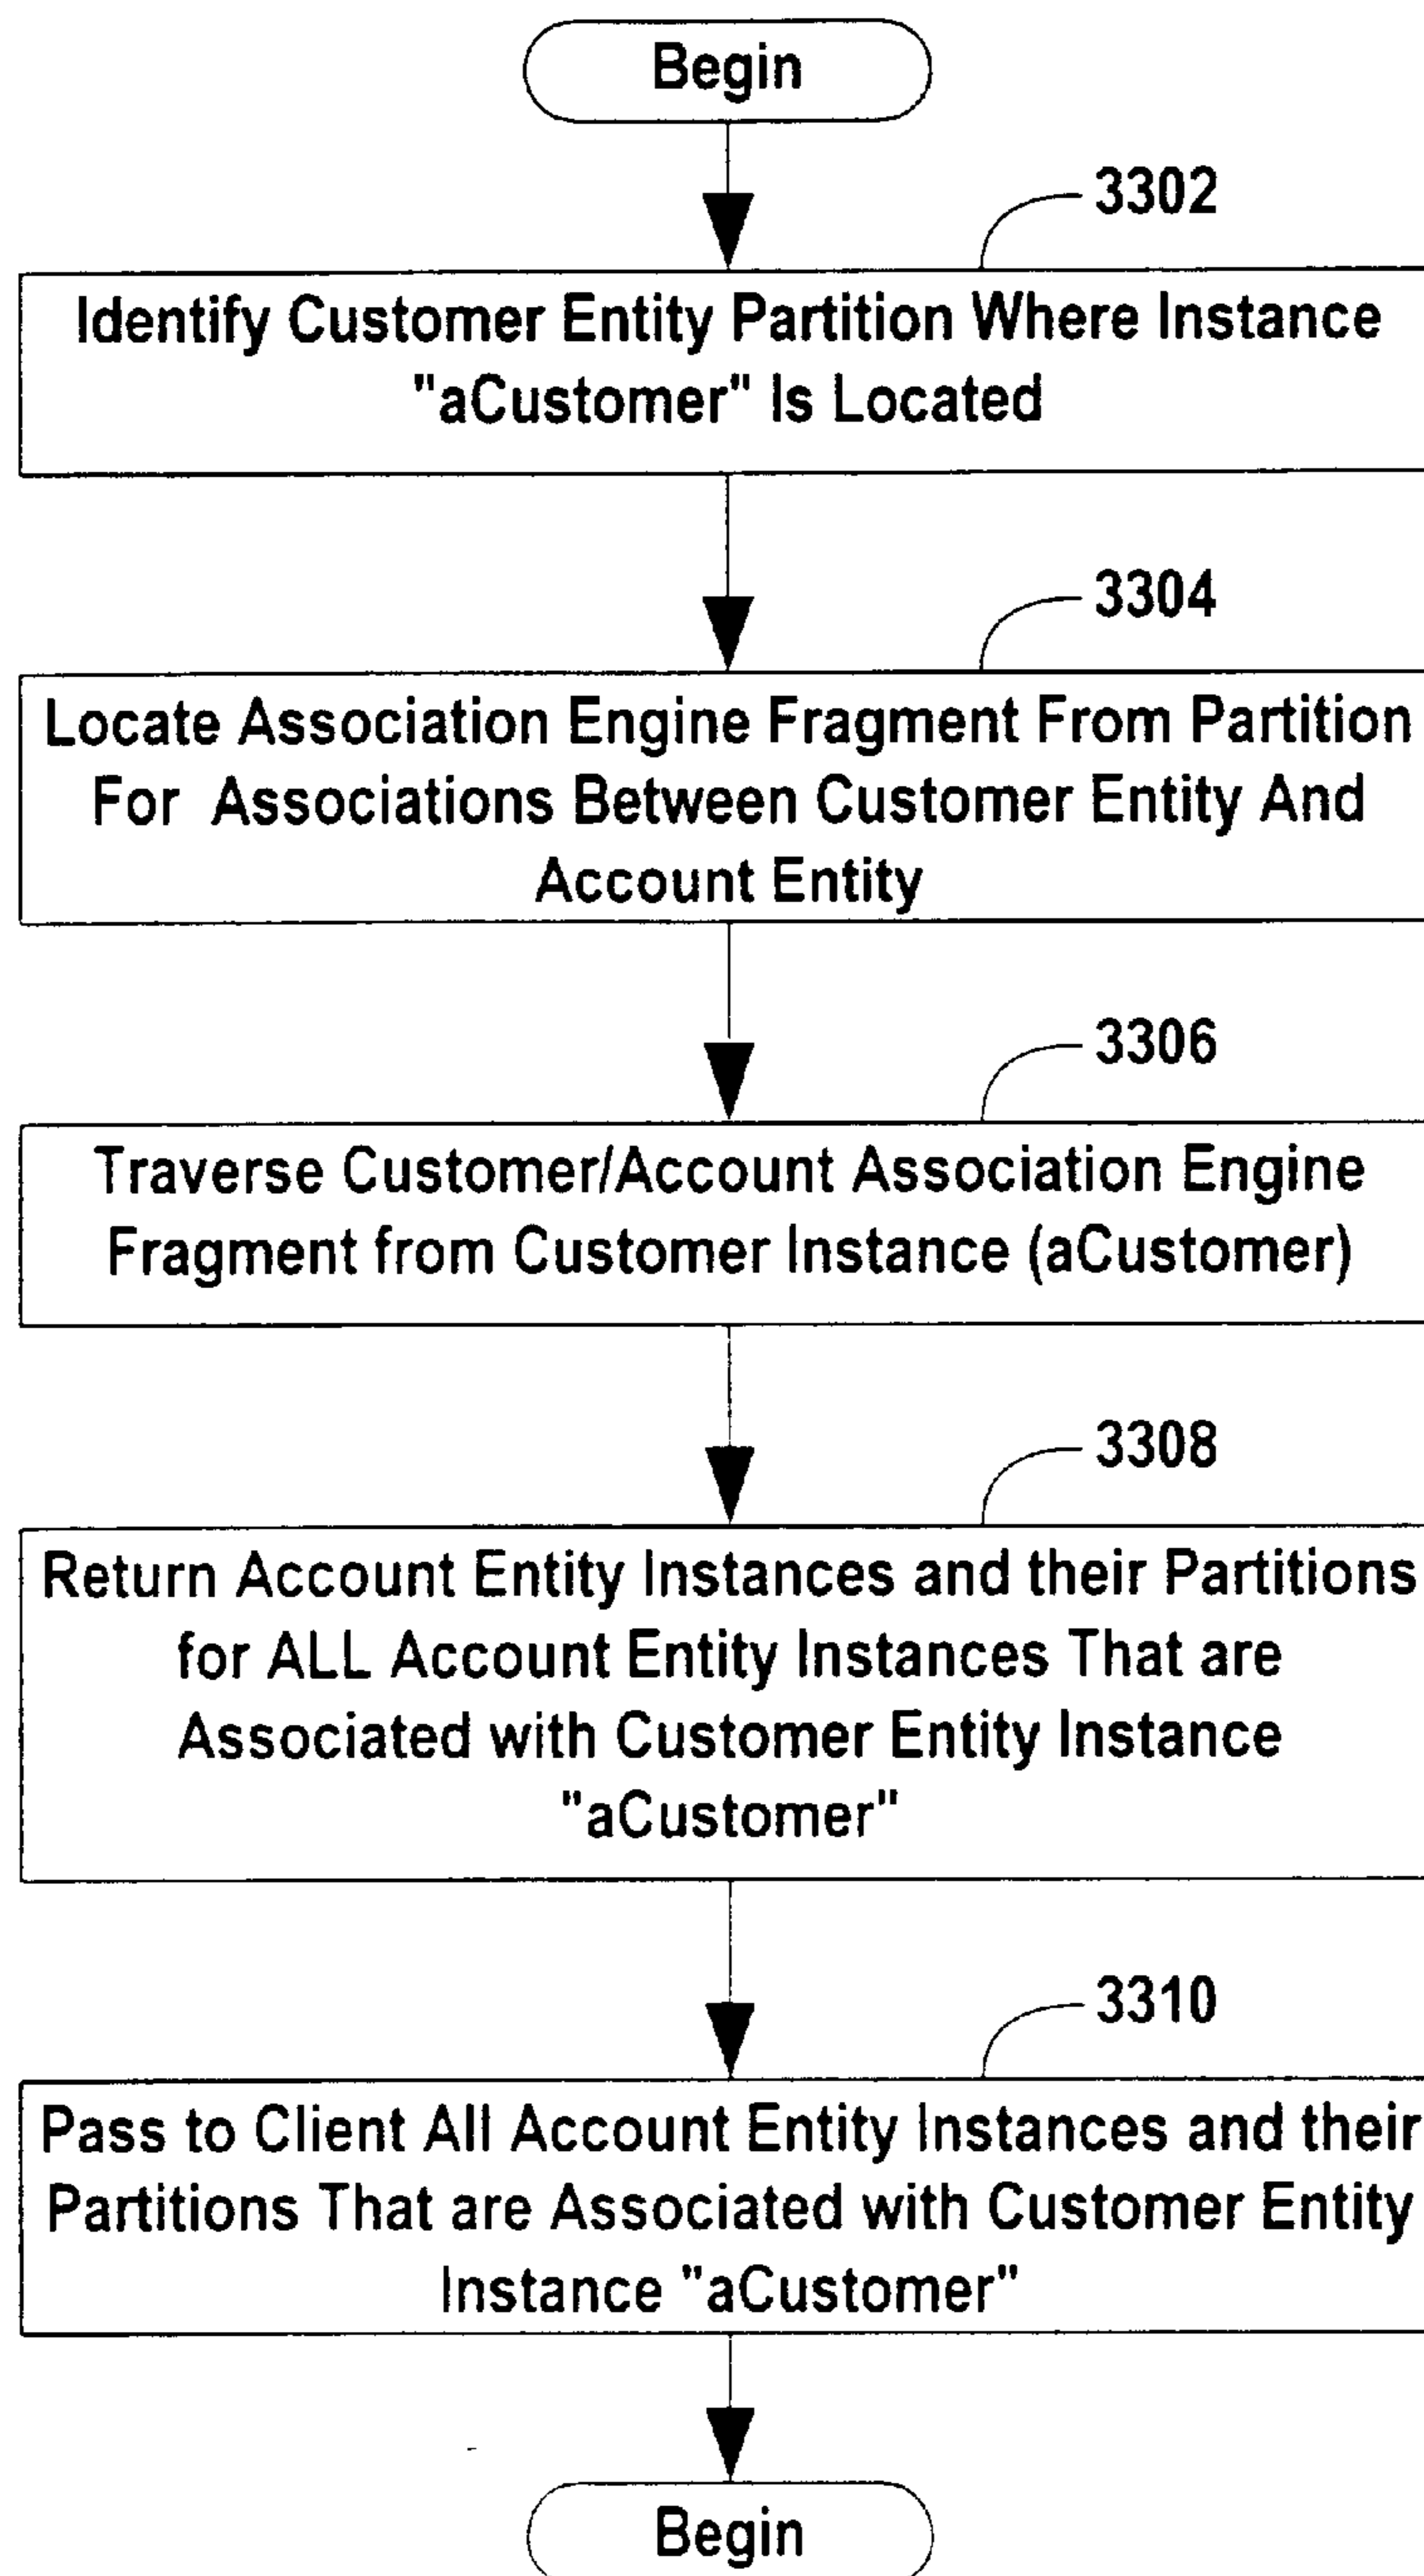 Begin
3302
Identify Customer Entity Partition Where Instance
"aCustomer" Is Located
3304
Locate Association Engine Fragment From Partition
For Associations Between Customer Entity And
Account Entity
3306
Traverse Customer/Account Association Engine
Fragment from Customer Instance (aCustomer)
3308
Return Account Entity Instances and their Partitions
for ALL Account Entity Instances That are
Associated with Customer Entity Instance
"aCustomer"
3310
Pass to Client All Account Entity Instances and their
Partitions That are Associated with Customer Entity
Instance "aCustomer"
Begin